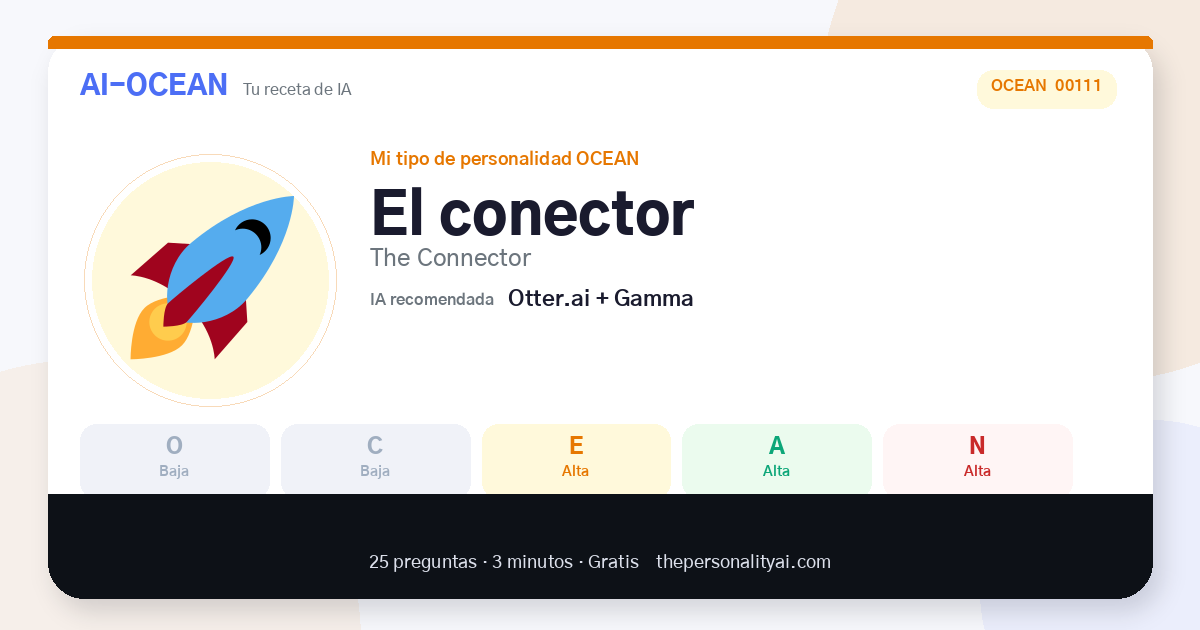 AI-OCEAN Tu receta de IA
OCEAN 00111
Mi tipo de personalidad OCEAN
El conector
The Connector
IA recomendada Otter.ai + Gamma
O C E A N
Baja Baja Alta Alta Alta
25 preguntas · 3 minutos · Gratis thepersonalityai.com